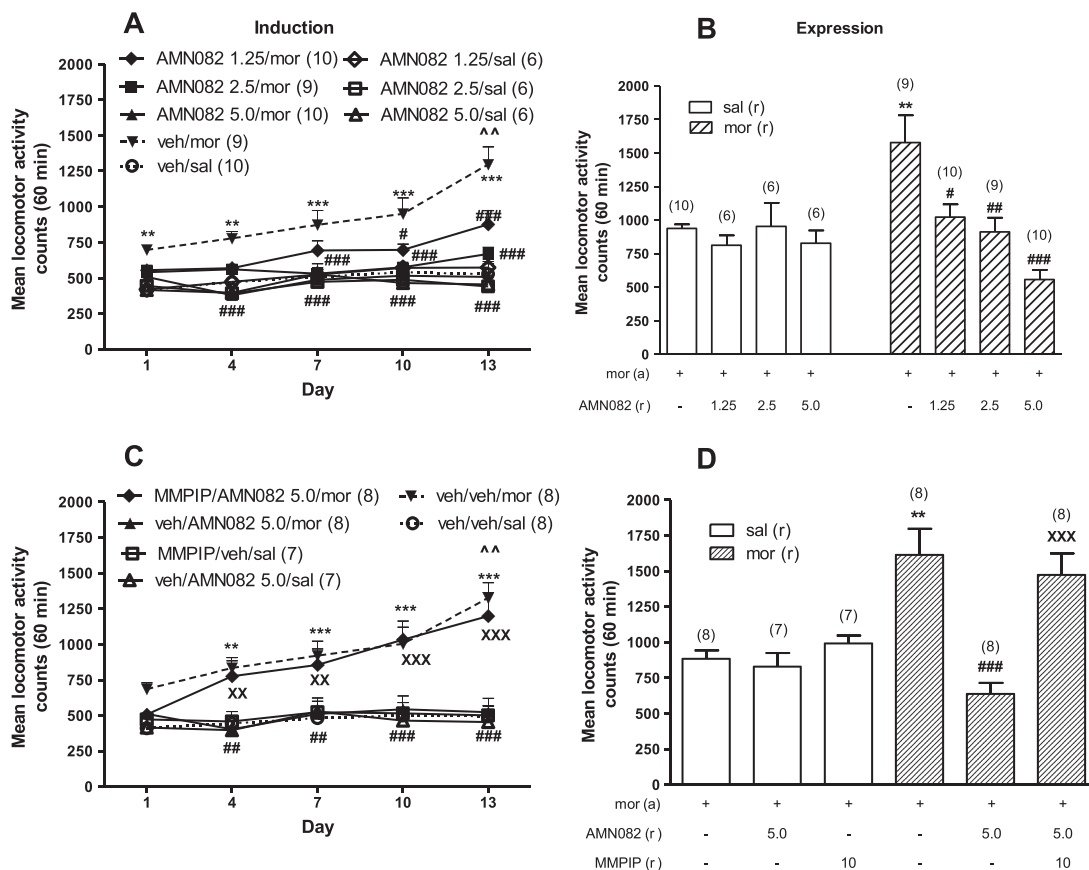 A
Induction
AMN082 1.25/mor (10)
AMN082 1.25/sal (6)
AMN082 2.5/mor (9)
AMN082 2.5/sal (6)
AMN082 5.0/mor (10)
AMN082 5.0/sal (6)
veh/mor (9)
veh/sal (10)
Mean locomotor activity
counts (60 min)
2000
1750
1500
1250
1000
750
500
250
0
^^
** ** *** *** ***
# ###
### ### ###
### ### ### ###
1 4 7 10 13
Day
B
Expression
sal (r)
mor (r)
Mean locomotor activity
counts (60 min)
2000
1750
1500
1250
1000
750
500
250
0
(10) (6) (6) (6) (9) (10) (9) (10)
** # ## ###
mor (a) + + + + + + + +
AMN082 (r) - 1.25 2.5 5.0 - 1.25 2.5 5.0
C
MMPIP/AMN082 5.0/mor (8)
veh/veh/mor (8)
veh/AMN082 5.0/mor (8)
veh/veh/sal (8)
MMPIP/veh/sal (7)
veh/AMN082 5.0/sal (7)
Mean locomotor activity
counts (60 min)
2000
1750
1500
1250
1000
750
500
250
0
^^
** *** *** ***
XX XX XXX XXX
## ## ### ###
1 4 7 10 13
Day
D
sal (r)
mor (r)
Mean locomotor activity
counts (60 min)
2000
1750
1500
1250
1000
750
500
250
0
(8) (7) (7) (8) (8) (8)
** ### XXX
mor (a) + + + + + +
AMN082 (r) - 5.0 - - 5.0 5.0
MMPIP (r) - - 10 - - 10